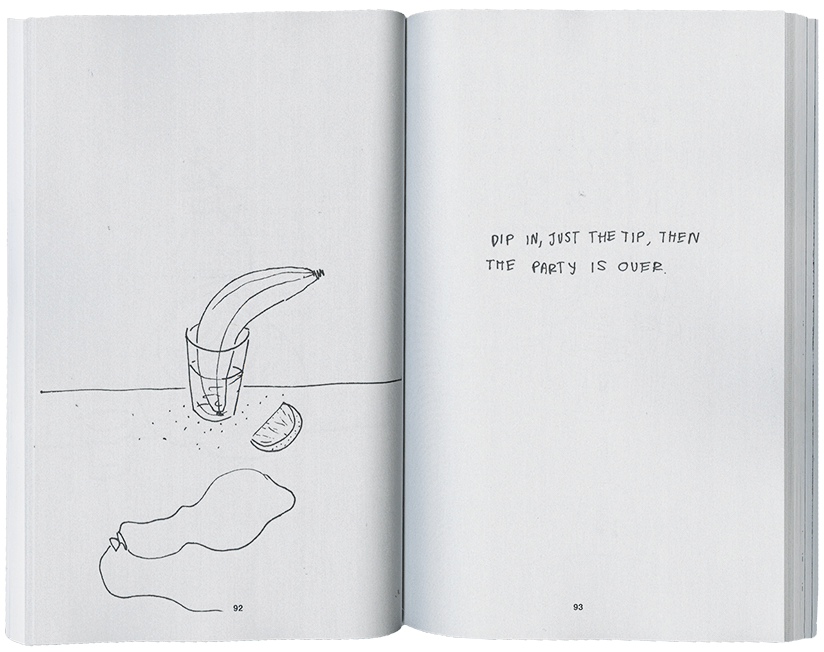 DIP IN, JUST THE TIP, THEN
THE PARTY IS OVER.
92
93